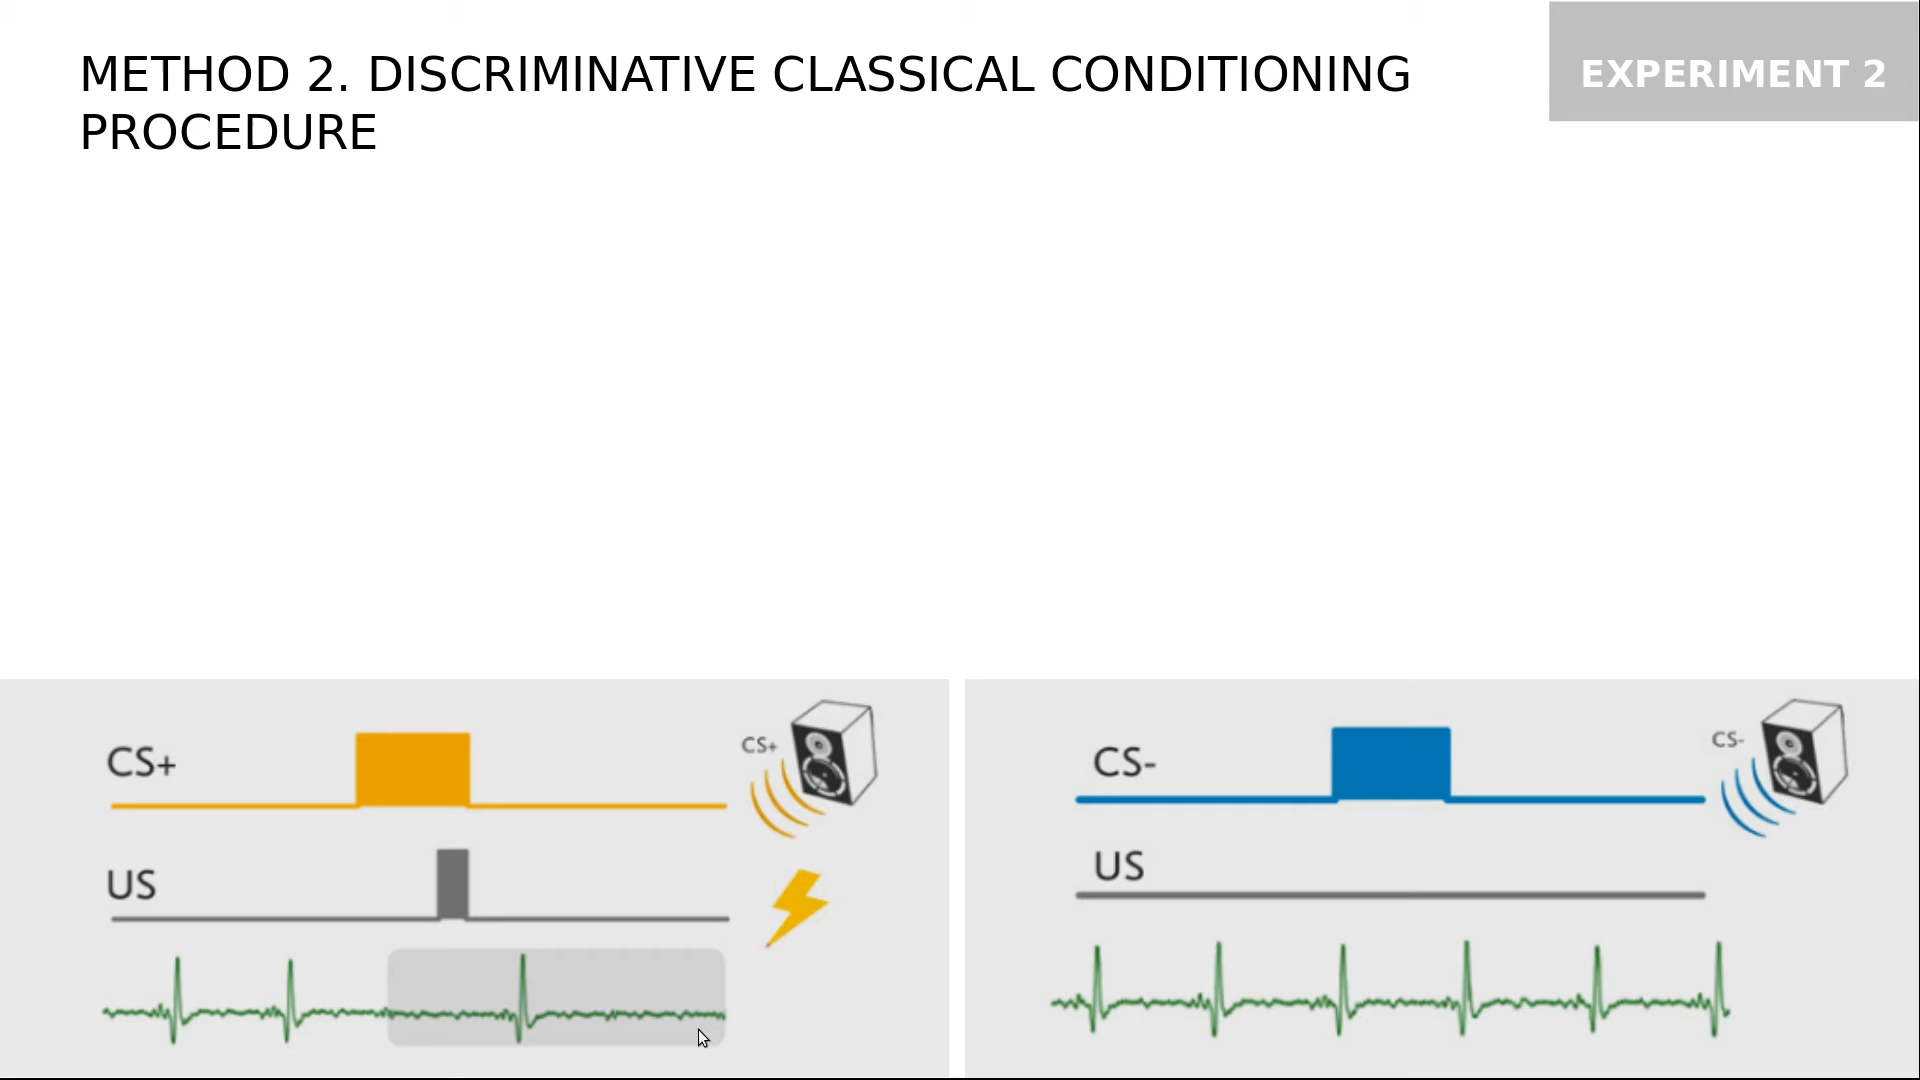 METHOD 2. DISCRIMINATIVE CLASSICAL CONDITIONING
PROCEDURE
EXPERIMENT 2
CS+
CS+
US
CS-
CS-
US